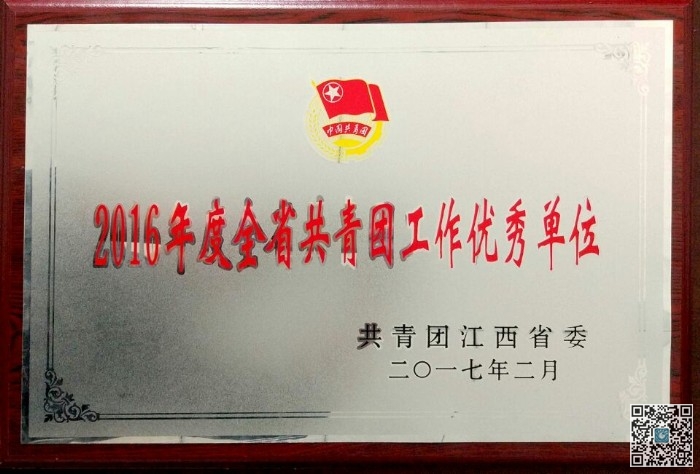 中国共青团
2016年度全省共青团工作优秀单位
共青团江西省委
二〇一七年二月